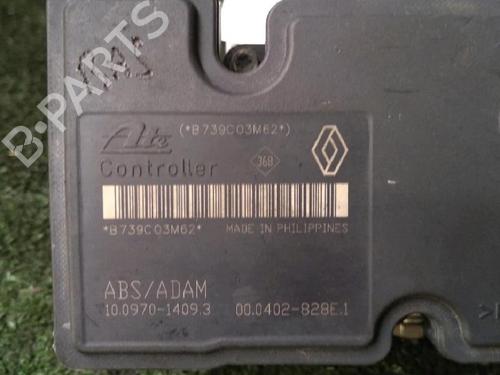 B-PARTS
Ate (*B739C03M62*)
Controller 368
*B739C03M62* MADE IN PHILIPPINES
ABS/ADAM
10.0970-1409.3 00.0402-828E.1